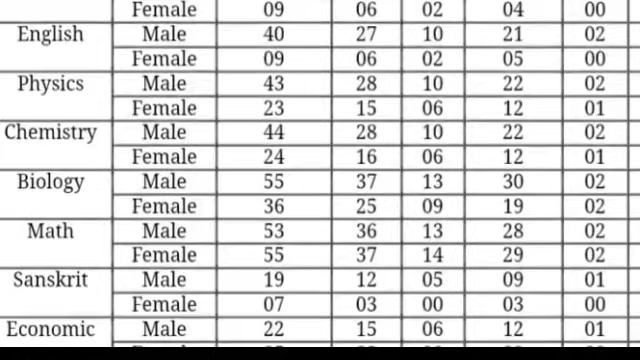 Female 09 06 02 04 00
English Male 40 27 10 21 02
Female 09 06 02 05 00
Physics Male 43 28 10 22 02
Female 23 15 06 12 01
Chemistry Male 44 28 10 22 02
Female 24 16 06 12 01
Biology Male 55 37 13 30 02
Female 36 25 09 19 02
Math Male 53 36 13 28 02
Female 55 37 14 29 02
Sanskrit Male 19 12 05 09 01
Female 07 03 00 03 00
Economic Male 22 15 06 12 01